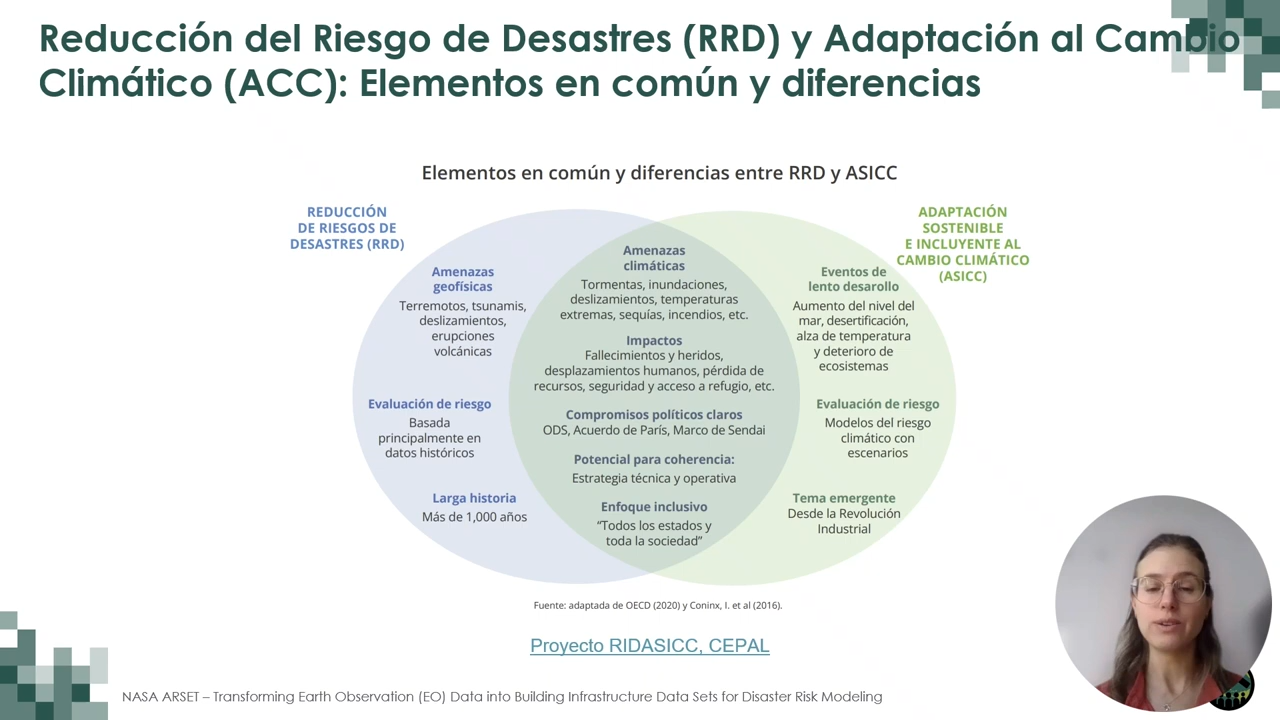 Reducción del Riesgo de Desastres (RRD) y Adaptación al Cambio
Climático (ACC): Elementos en común y diferencias
Elementos en común y diferencias entre RRD y ASICC
REDUCCIÓN
DE RIESGOS DE
DESASTRES (RRD)
Amenazas
geofísicas
Terremotos, tsunamis,
deslizamientos,
erupciones
volcánicas
Evaluación de riesgo
Basada
principalmente en
datos históricos
Larga historia
Más de 1,000 años
Amenazas
climáticas
Tormentas, inundaciones,
deslizamientos, temperaturas
extremas, sequías, incendios, etc.
Impactos
Fallecimientos y heridos,
desplazamientos humanos, pérdida de
recursos, seguridad y acceso a refugio, etc.
Compromisos políticos claros
ODS, Acuerdo de París, Marco de Sendai
Potencial para coherencia:
Estrategia técnica y operativa
Enfoque inclusivo
“Todos los estados y
toda la sociedad”
ADAPTACIÓN
SOSTENIBLE
E INCLUYENTE AL
CAMBIO CLIMÁTICO
(ASICC)
Eventos de
lento desarollo
Aumento del nivel del
mar, desertificación,
alza de temperatura
y deterioro de
ecosistemas
Evaluación de riesgo
Modelos del riesgo
climático con
escenarios
Tema emergente
Desde la Revolución
Industrial
Fuente: adaptada de OECD (2020) y Coninx, I. et al (2016).
Proyecto RIDASICC, CEPAL
NASA ARSET – Transforming Earth Observation (EO) Data into Building Infrastructure Data Sets for Disaster Risk Modeling